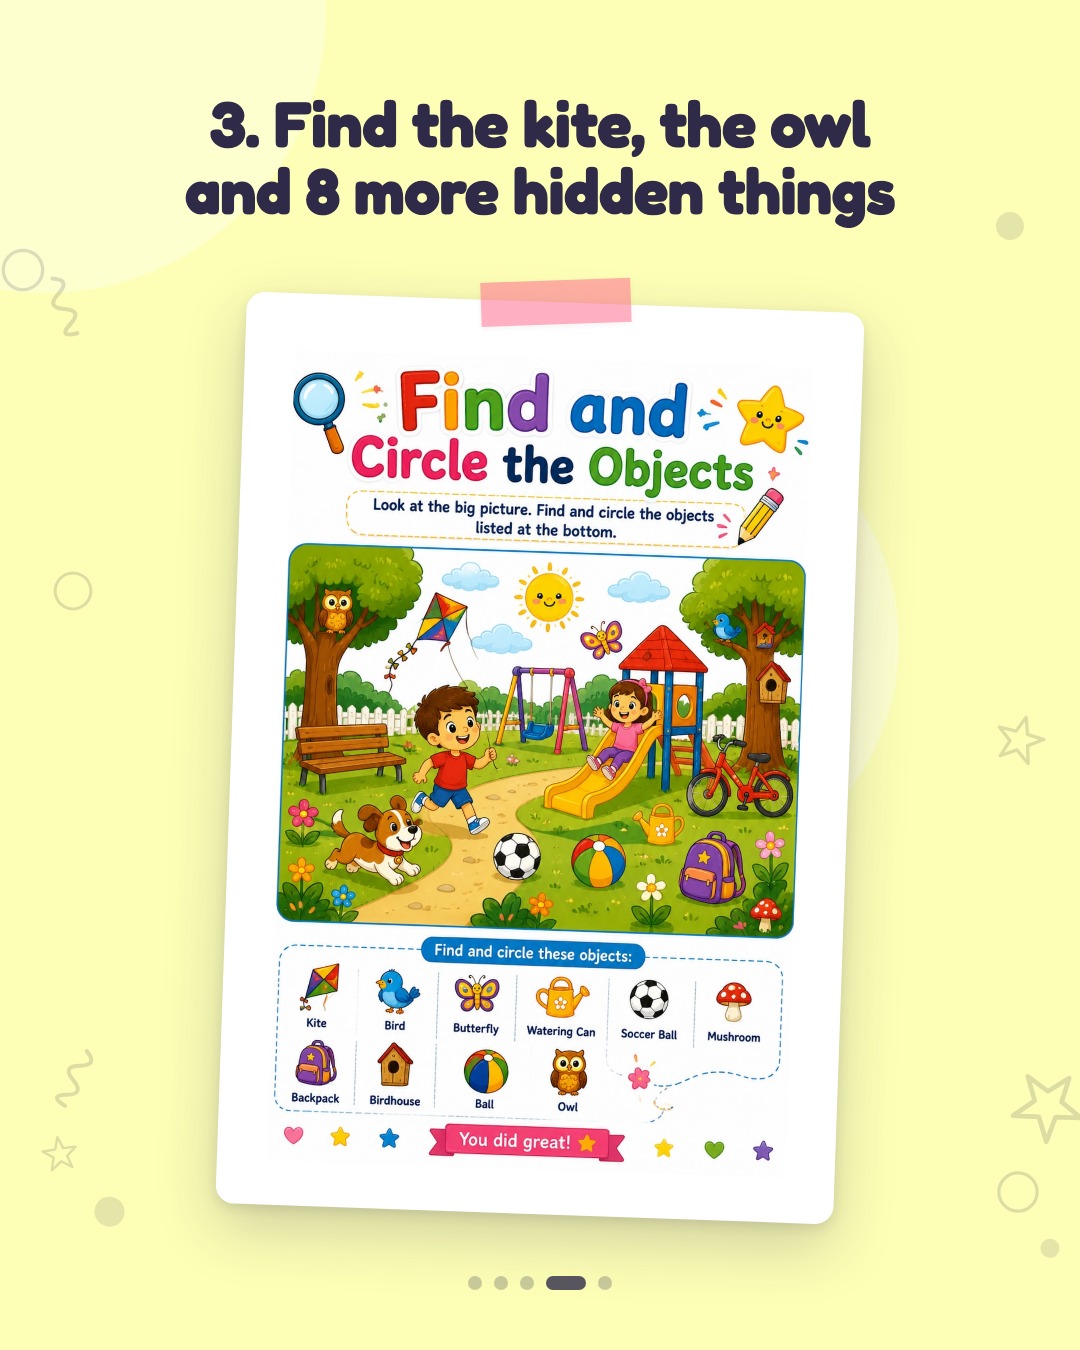 3. Find the kite, the owl
and 8 more hidden things
Find and
Circle the Objects
Look at the big picture. Find and circle the objects
listed at the bottom.
Find and circle these objects:
Kite
Bird
Butterfly
Watering Can
Soccer Ball
Mushroom
Backpack
Birdhouse
Ball
Owl
You did great!